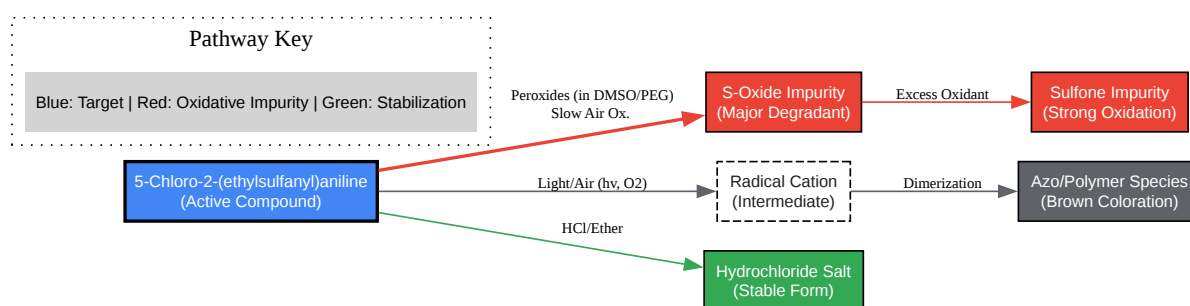 Pathway Key
Blue: Target | Red: Oxidative Impurity | Green: Stabilization
Peroxides (in DMSO/PEG)
Slow Air Ox.
S-Oxide Impurity
(Major Degradant)
Excess Oxidant
Sulfone Impurity
(Strong Oxidation)
5-Chloro-2-(ethylsulfanyl)aniline
(Active Compound)
Light/Air (hv, O2)
Radical Cation
(Intermediate)
Dimerization
Azo/Polymer Species
(Brown Coloration)
HCl/Ether
Hydrochloride Salt
(Stable Form)